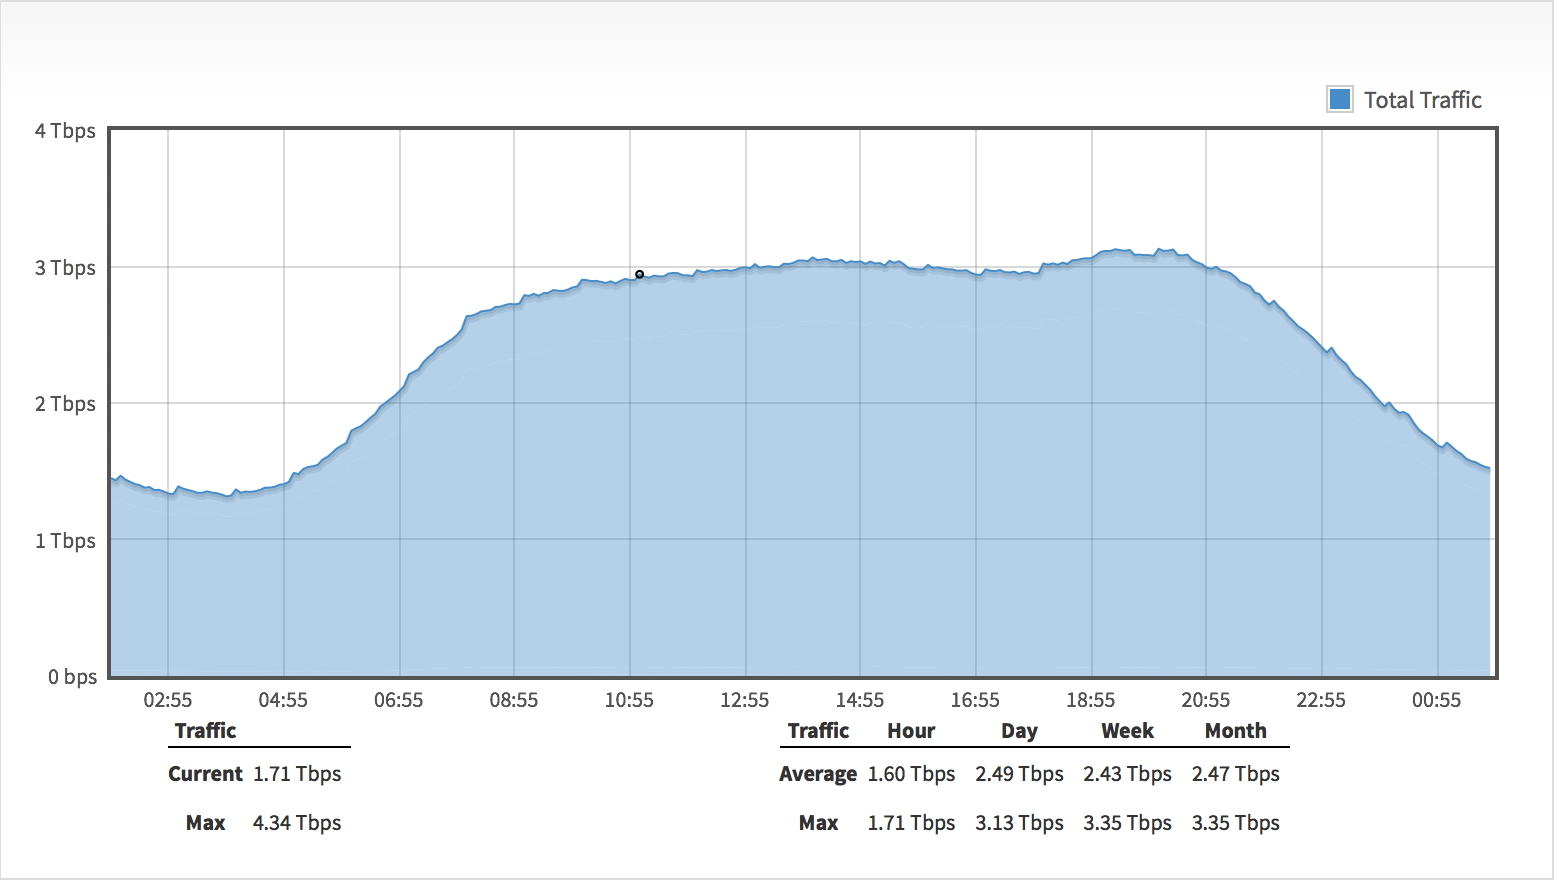 Total Traffic
4 Tbps
3 Tbps
2 Tbps
1 Tbps
0 bps
02:55 04:55 06:55 08:55 10:55 12:55 14:55 16:55 18:55 20:55 22:55 00:55
Traffic
Current 1.71 Tbps
Max 4.34 Tbps
Traffic Hour Day Week Month
Average 1.60 Tbps 2.49 Tbps 2.43 Tbps 2.47 Tbps
Max 1.71 Tbps 3.13 Tbps 3.35 Tbps 3.35 Tbps